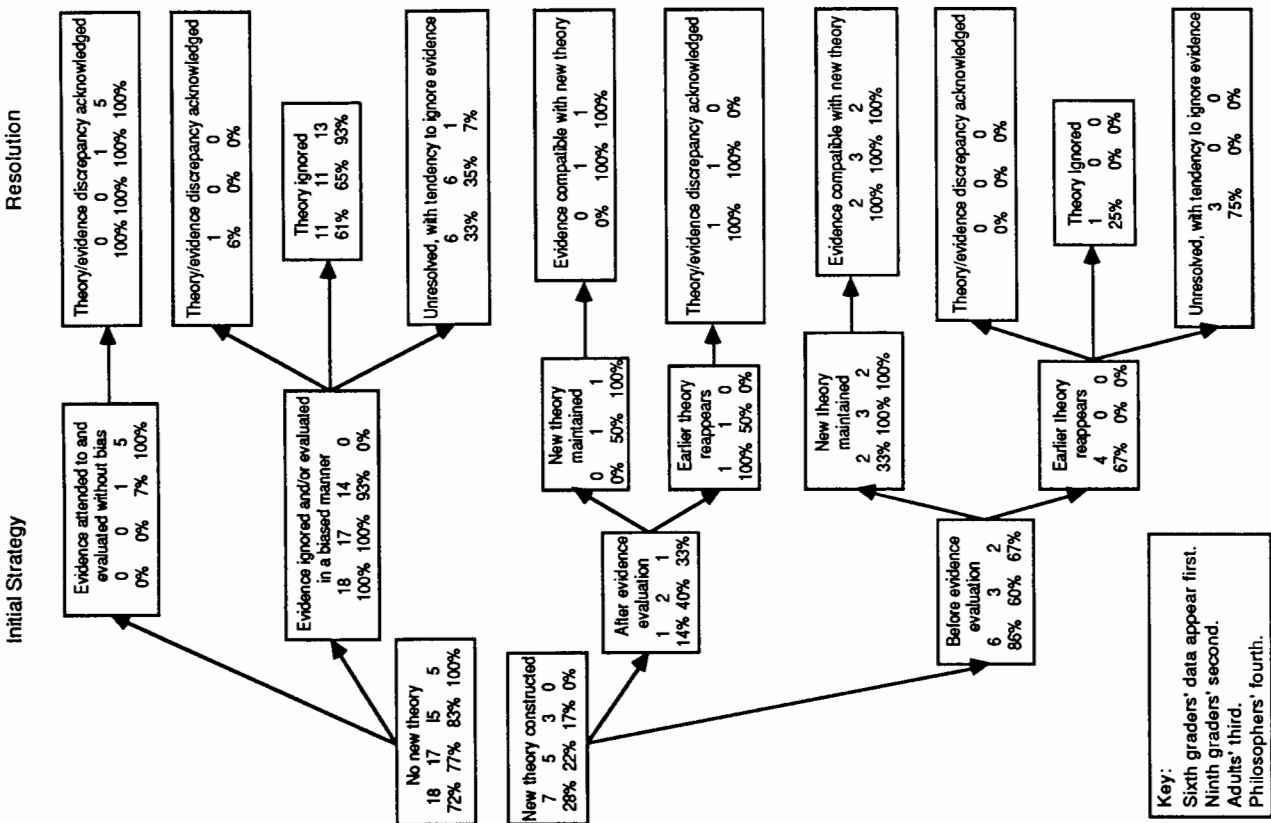 Initial Strategy
Resolution
No new theory
18 17 15 5
72% 77% 83% 100%
Evidence attended to and
evaluated without bias
0 0 1 5
0% 0% 7% 100%
Theory/evidence discrepancy acknowledged
0 0 1 5
100% 100% 100% 100%
Evidence ignored and/or evaluated
in a biased manner
18 17 14 0
100% 100% 93% 0%
Theory/evidence discrepancy acknowledged
1 0 0
6% 0% 0%
Theory ignored
11 11 13
61% 65% 93%
Unresolved, with tendency to ignore evidence
6 6 1
33% 35% 7%
New theory constructed
7 5 3 0
28% 22% 17% 0%
After evidence
evaluation
1 2 1
14% 40% 33%
New theory
maintained
0 1 1
0% 50% 100%
Evidence compatible with new theory
0 1 1
0% 100% 100%
Earlier theory
reappears
1 1 0
100% 50% 0%
Theory/evidence discrepancy acknowledged
1 1 0
100% 100% 0%
Before evidence
evaluation
6 3 2
86% 60% 67%
New theory
maintained
2 3 2
33% 100% 100%
Evidence compatible with new theory
2 3 2
100% 100% 100%
Earlier theory
reappears
4 0 0
67% 0% 0%
Theory/evidence discrepancy acknowledged
0 0 0
0% 0% 0%
Theory Ignored
1 0 0
25% 0% 0%
Unresolved, with tendency to ignore evidence
3 0 0
75% 0% 0%
Key:
Sixth graders' data appear first.
Ninth graders' second.
Adults' third.
Philosophers' fourth.